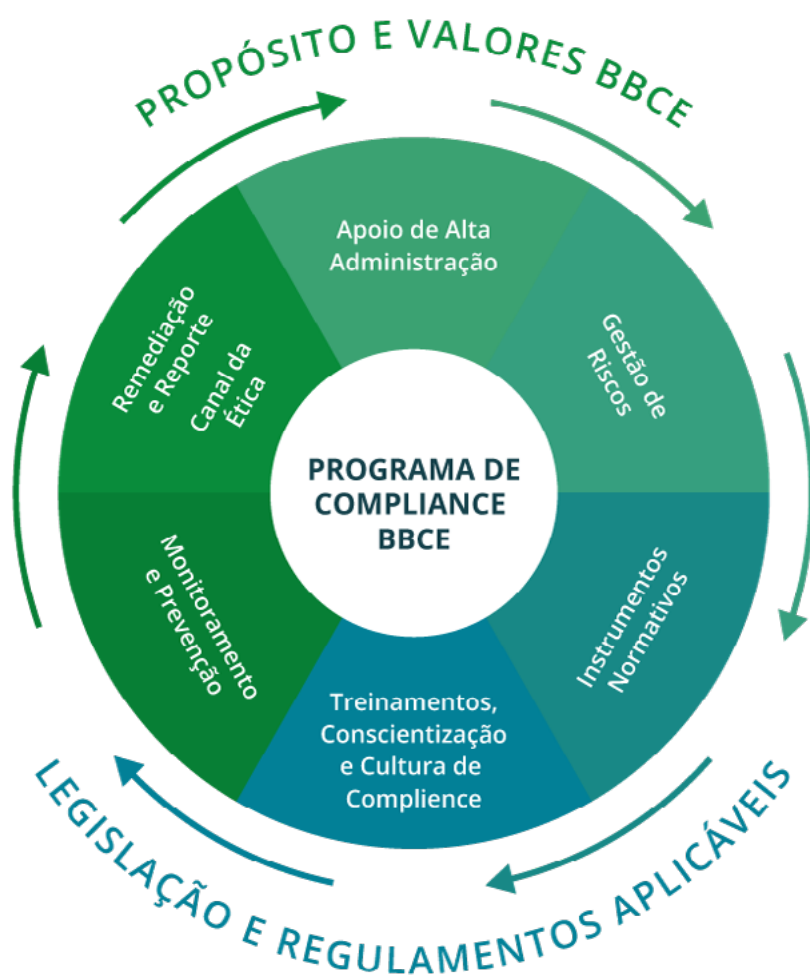 PROPÓSITO E VALORES BBCE
Apoio de Alta
Administração
Gestão de
Riscos
Instrumentos
Normativos
Treinamentos,
Conscientização
e Cultura de
Complience
Monitoramento
e Prevenção
Remediação
e Reporte
Canal da
Ética
PROGRAMA DE
COMPLIANCE
BBCE
LEGISLAÇÃO E REGULAMENTOS APLICÁVEIS